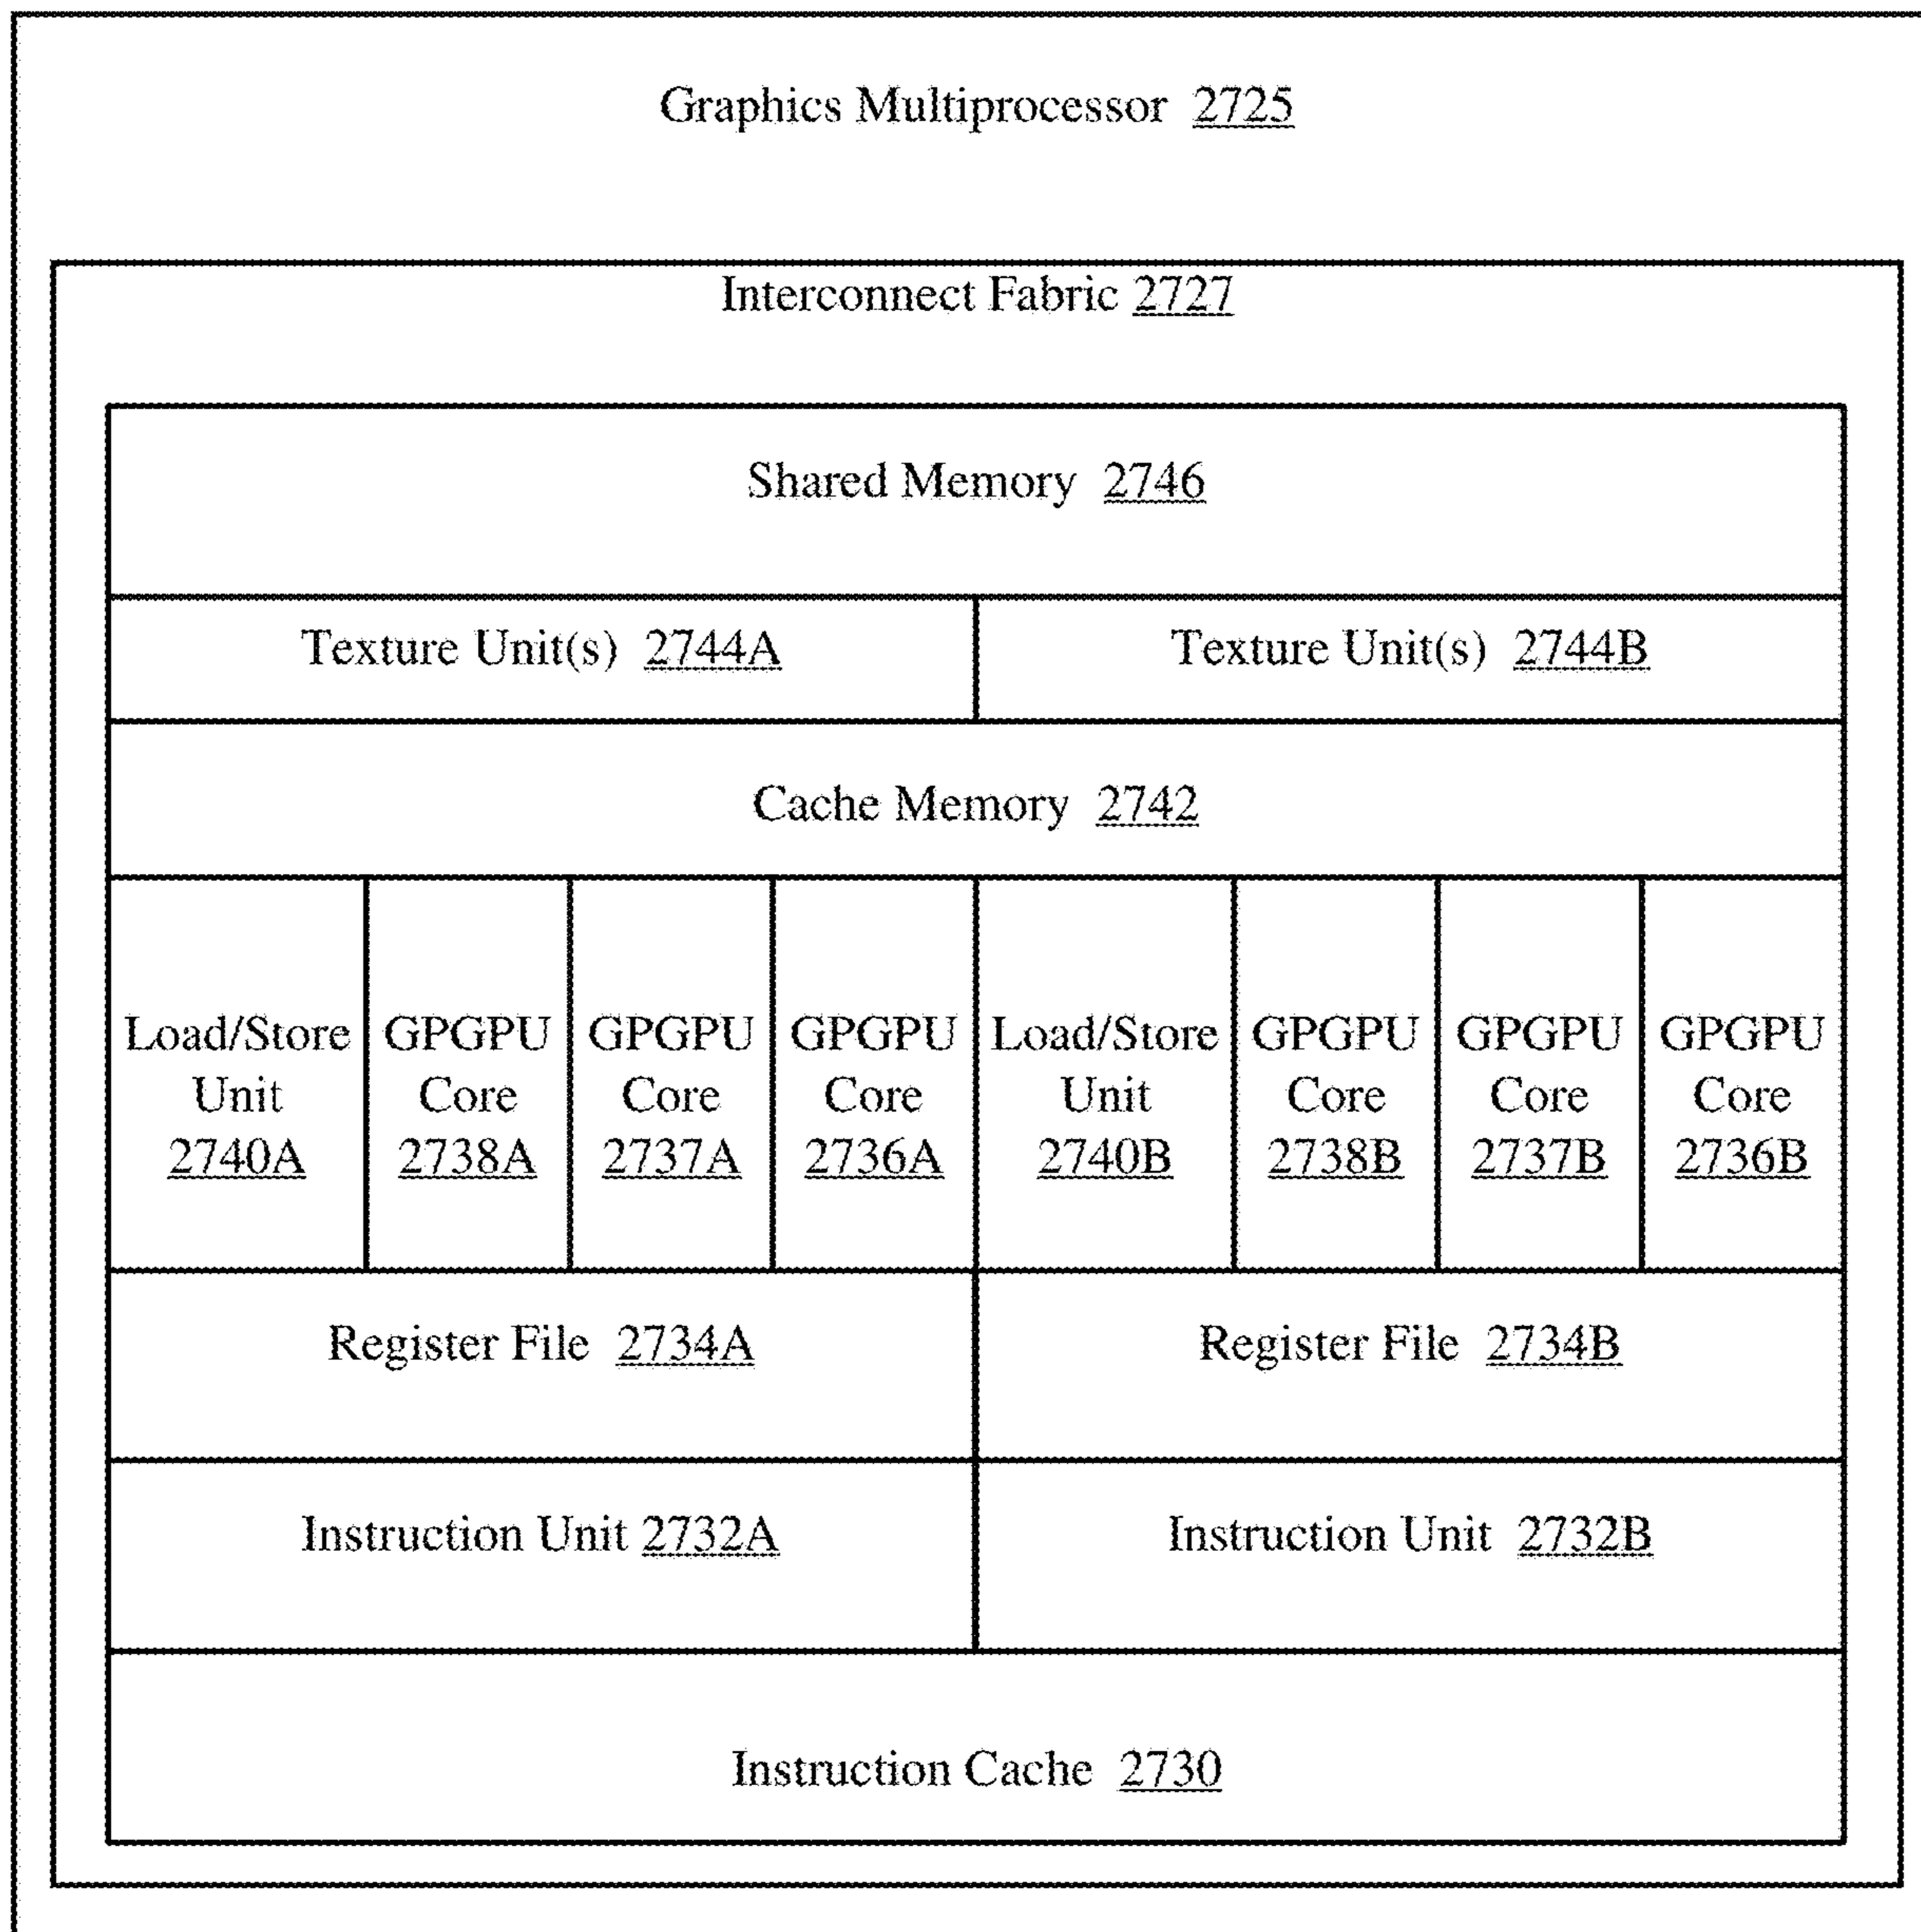 Graphics Multiprocessor 2725
Interconnect Fabric 2727
Shared Memory 2746
Texture Unit(s) 2744A
Texture Unit(s) 2744B
Cache Memory 2742
Load/Store
Unit
2740A
GPGPU
Core
2738A
GPGPU
Core
2737A
GPGPU
Core
2736A
Load/Store
Unit
2740B
GPGPU
Core
2738B
GPGPU
Core
2737B
GPGPU
Core
2736B
Register File 2734A
Register File 2734B
Instruction Unit 2732A
Instruction Unit 2732B
Instruction Cache 2730